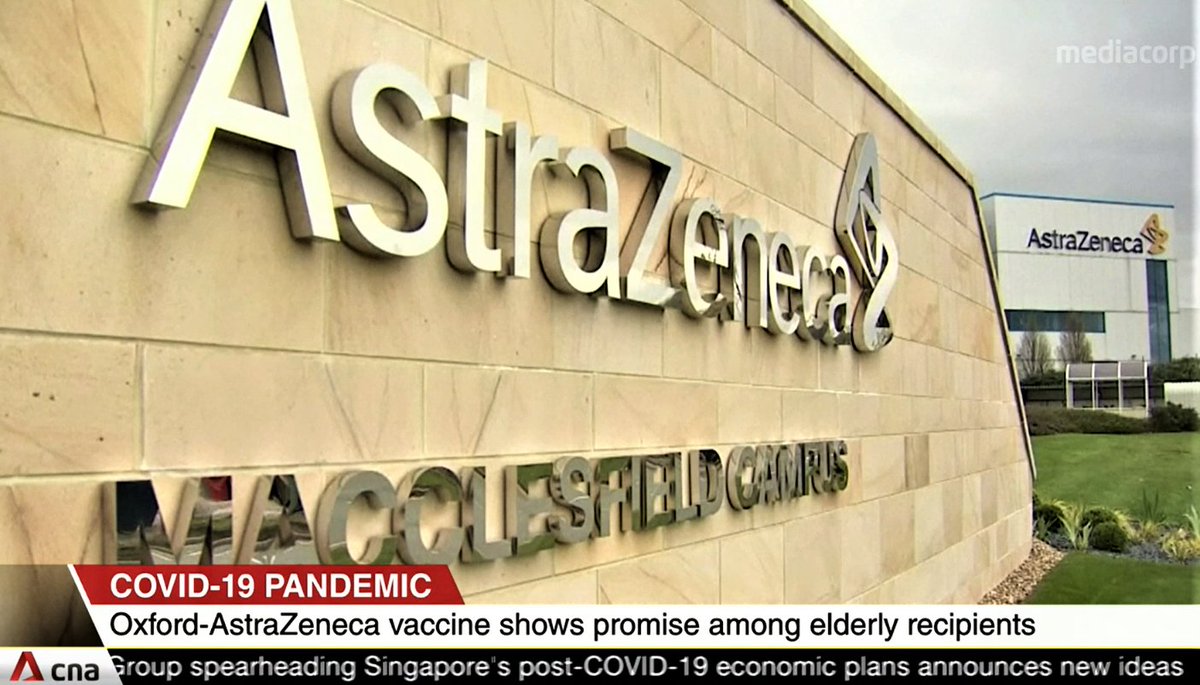 mediacorp
AstraZeneca
AstraZeneca
MACCLESFIELD CAMPUS
COVID-19 PANDEMIC
Oxford-AstraZeneca vaccine shows promise among elderly recipients
cna Group spearheading Singapore's post-COVID-19 economic plans announces new ideas